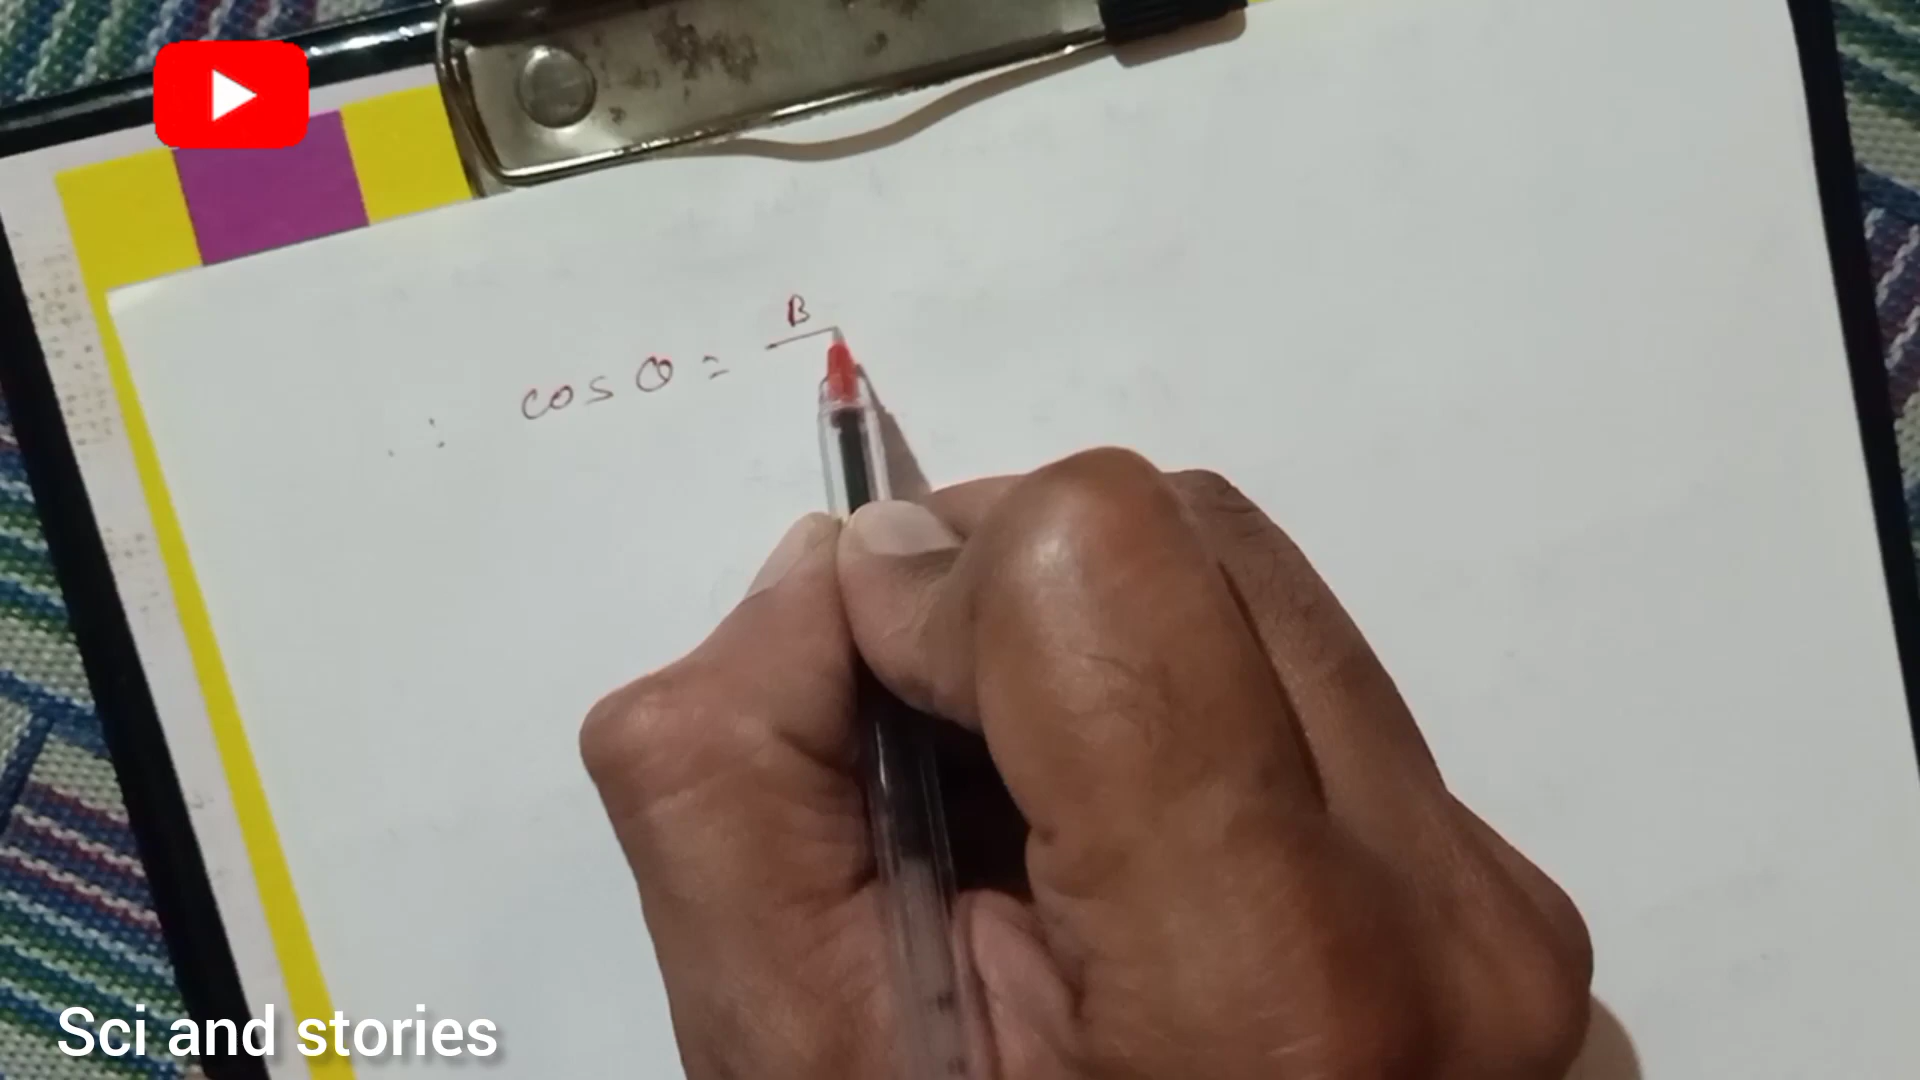 ∴ cos θ = B
Sci and stories